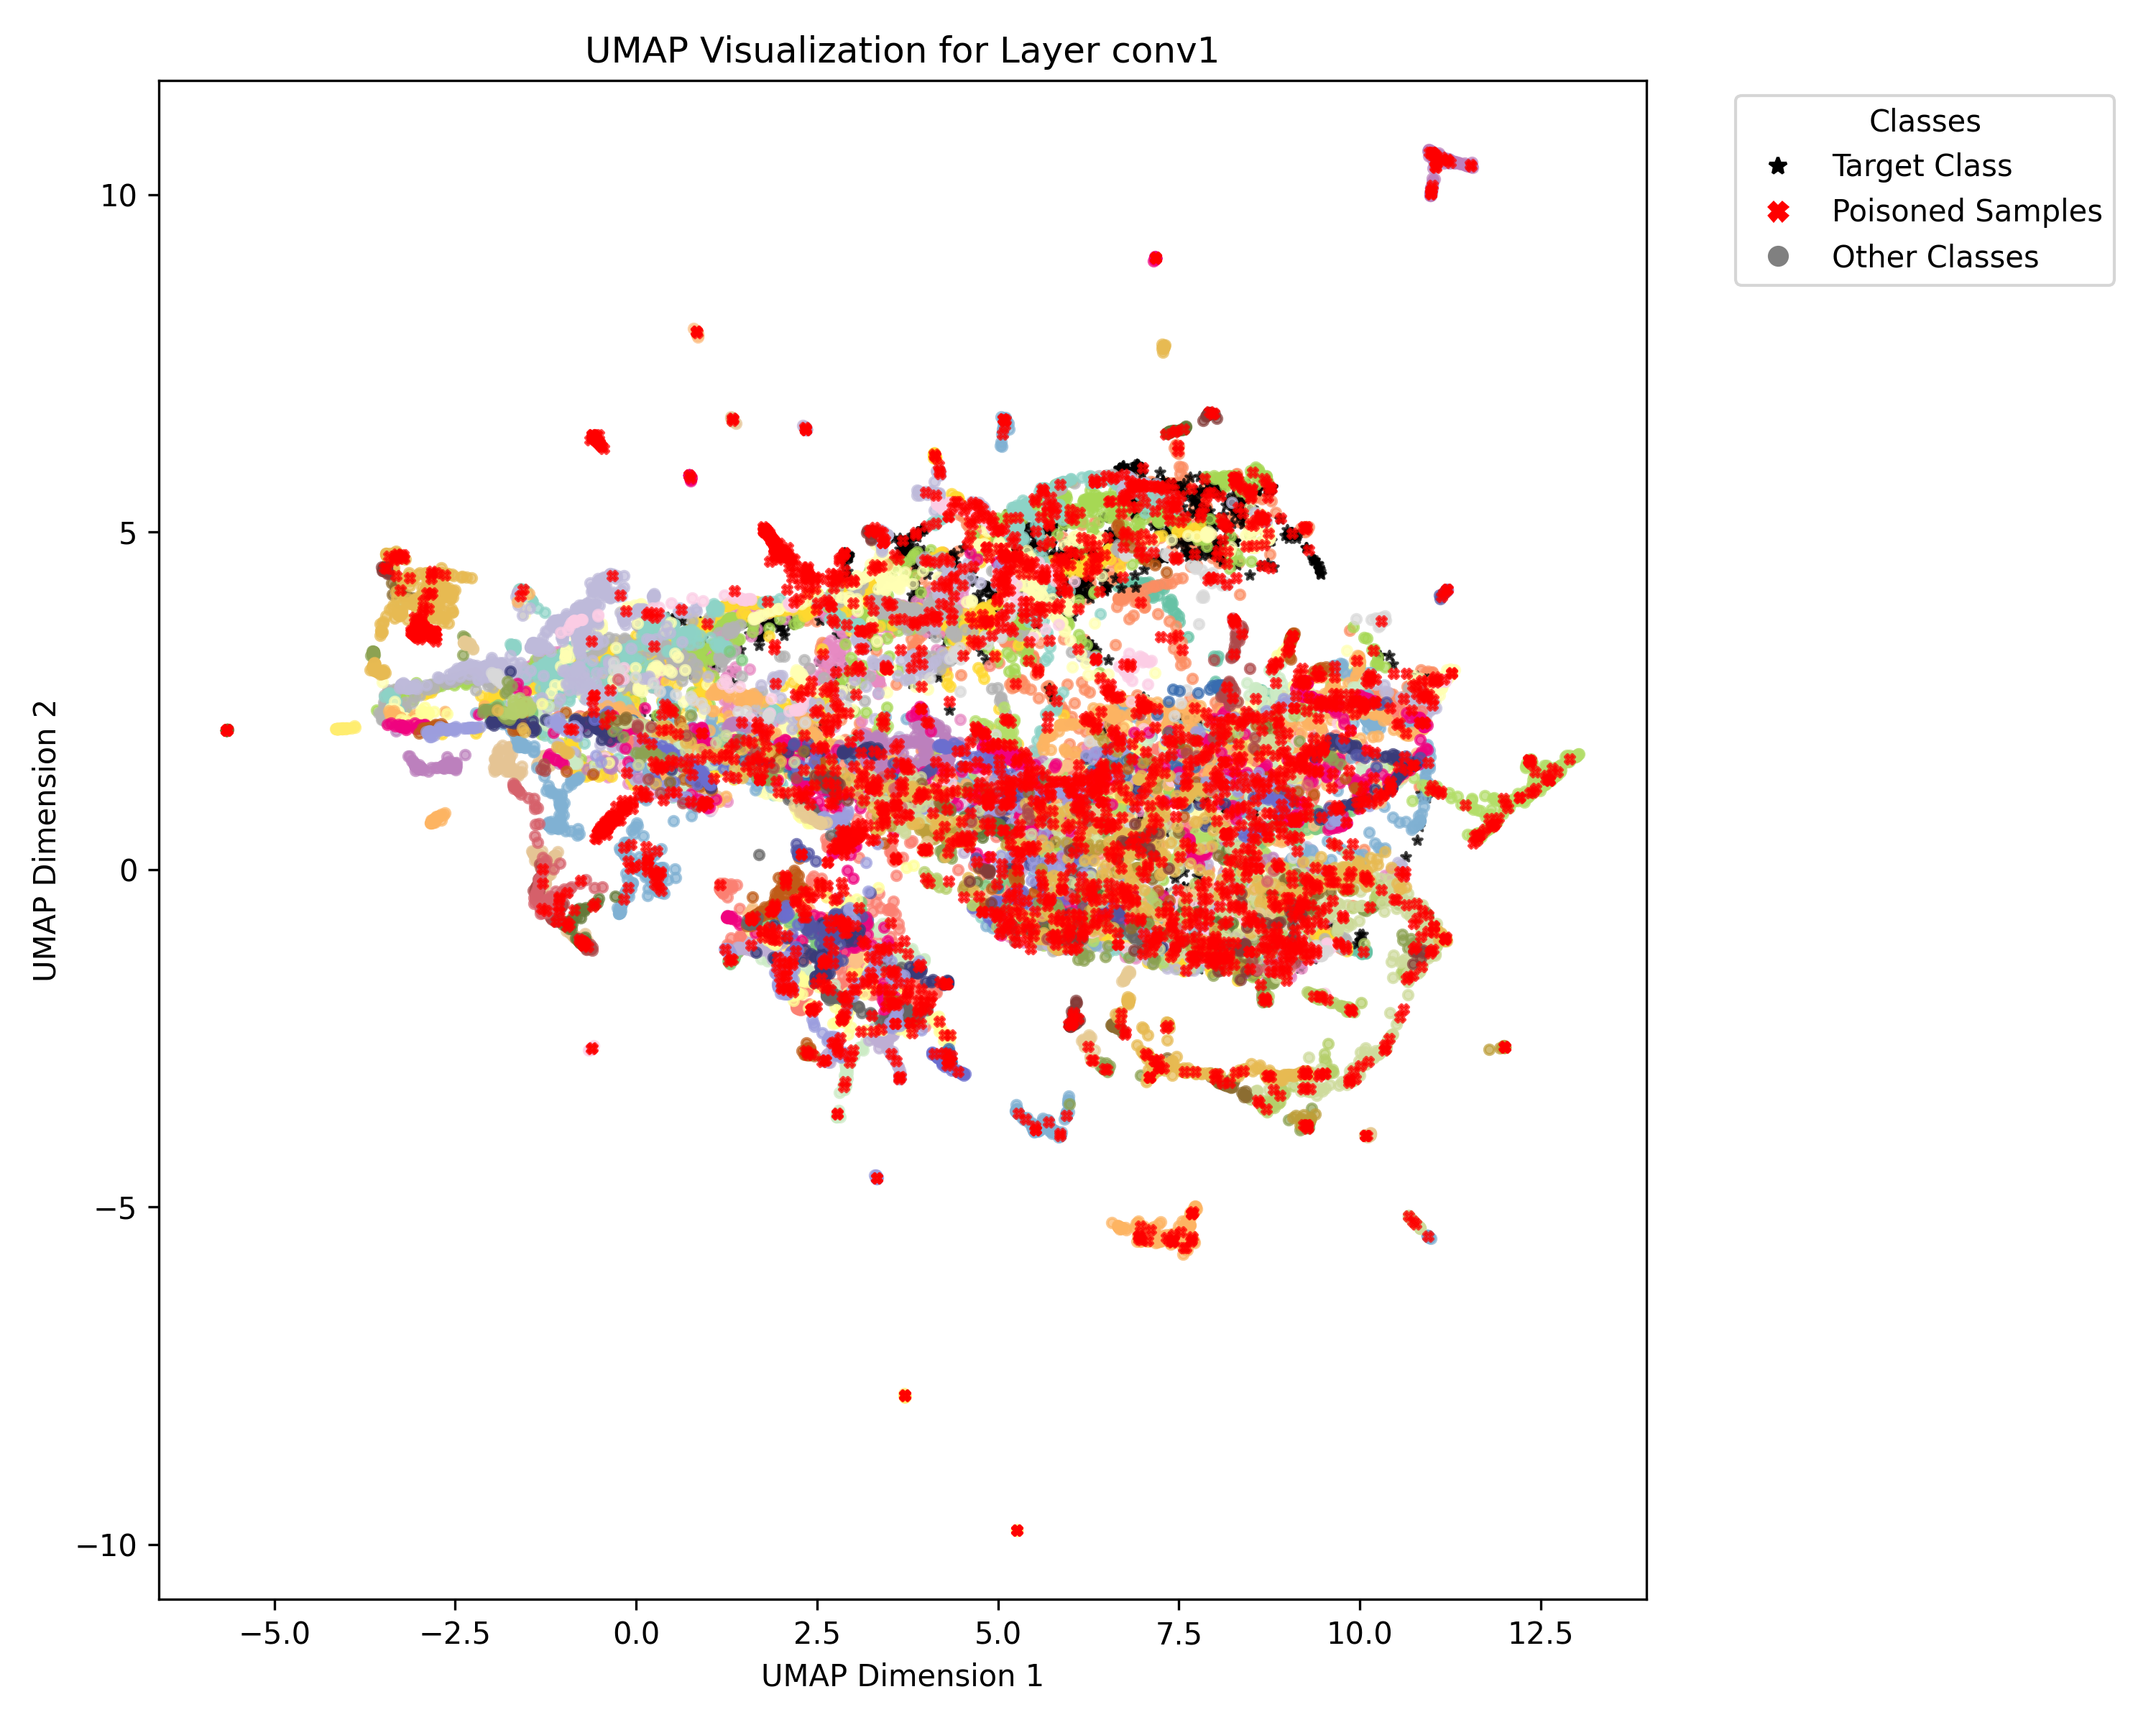 UMAP Visualization for Layer conv1
Classes
Target Class
Poisoned Samples
Other Classes
10
5
0
−5
−10
UMAP Dimension 2
−5.0 −2.5 0.0 2.5 5.0 7.5 10.0 12.5
UMAP Dimension 1